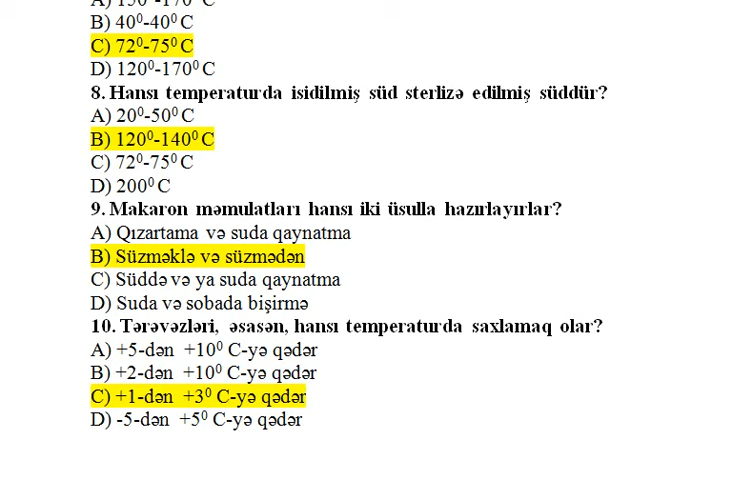 A) 150⁰-170⁰ C
B) 40⁰-40⁰ C
C) 72⁰-75⁰ C
D) 120⁰-170⁰ C
8. Hansı temperaturda isidilmiş süd sterlizə edilmiş süddür?
A) 20⁰-50⁰ C
B) 120⁰-140⁰ C
C) 72⁰-75⁰ C
D) 200⁰ C
9. Makaron məmulatları hansı iki üsulla hazırlayırlar?
A) Qızartama və suda qaynatma
B) Süzməklə və süzmədən
C) Süddə və ya suda qaynatma
D) Suda və sobada bişirmə
10. Tərəvəzləri, əsasən, hansı temperaturda saxlamaq olar?
A) +5-dən +10⁰ C-yə qədər
B) +2-dən +10⁰ C-yə qədər
C) +1-dən +3⁰ C-yə qədər
D) -5-dən +5⁰ C-yə qədər